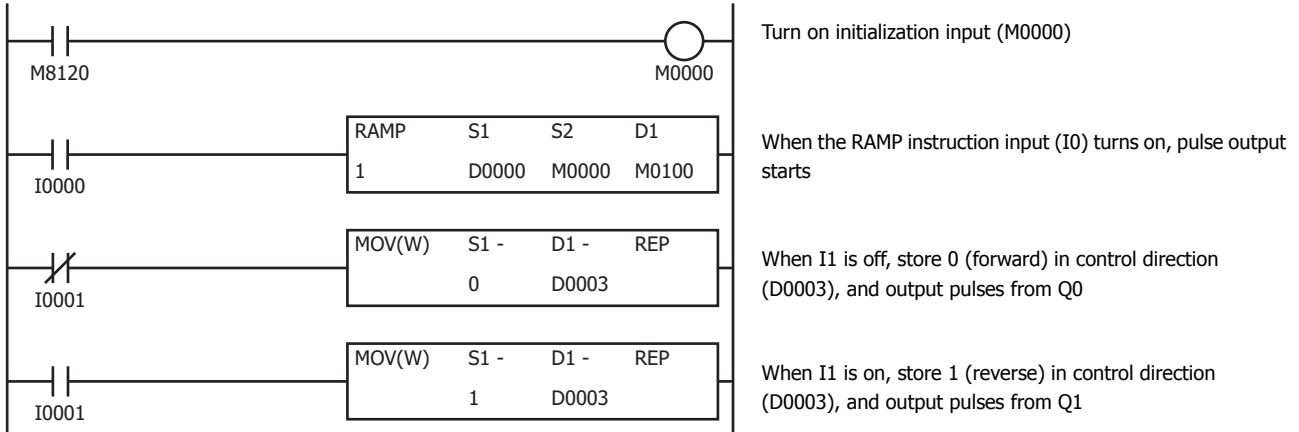 M8120
M0000
Turn on initialization input (M0000)
I0000
RAMP S1 S2 D1
1 D0000 M0000 M0100
When the RAMP instruction input (I0) turns on, pulse output
starts
I0001
MOV(W) S1 - D1 - REP
0 D0003
When I1 is off, store 0 (forward) in control direction
(D0003), and output pulses from Q0
I0001
MOV(W) S1 - D1 - REP
1 D0003
When I1 is on, store 1 (reverse) in control direction
(D0003), and output pulses from Q1